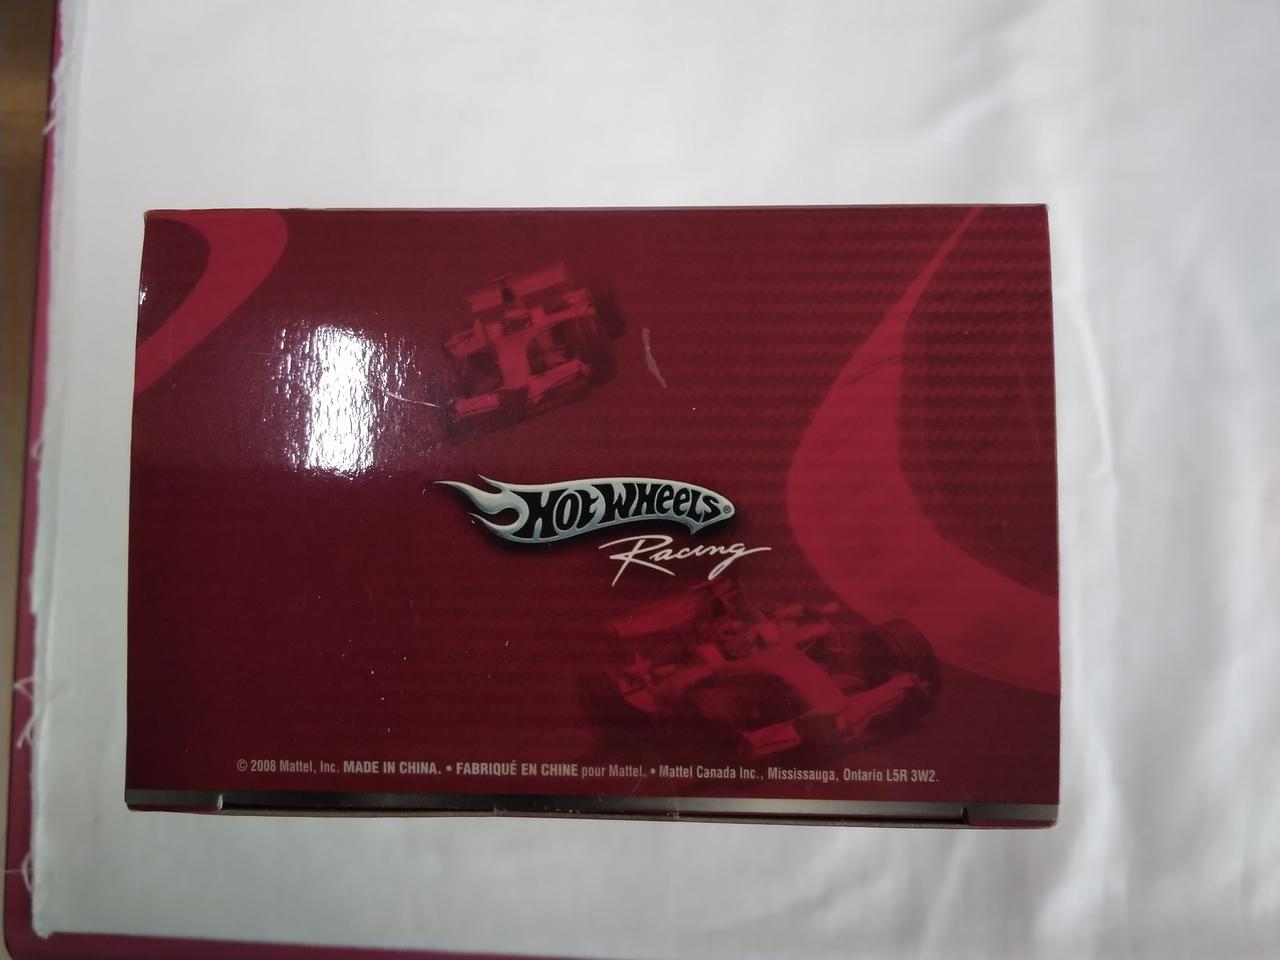 HOT WHEELS®
Racing
© 2008 Mattel, Inc. MADE IN CHINA. • FABRIQUÉ EN CHINE pour Mattel. • Mattel Canada Inc., Mississauga, Ontario L5R 3W2.